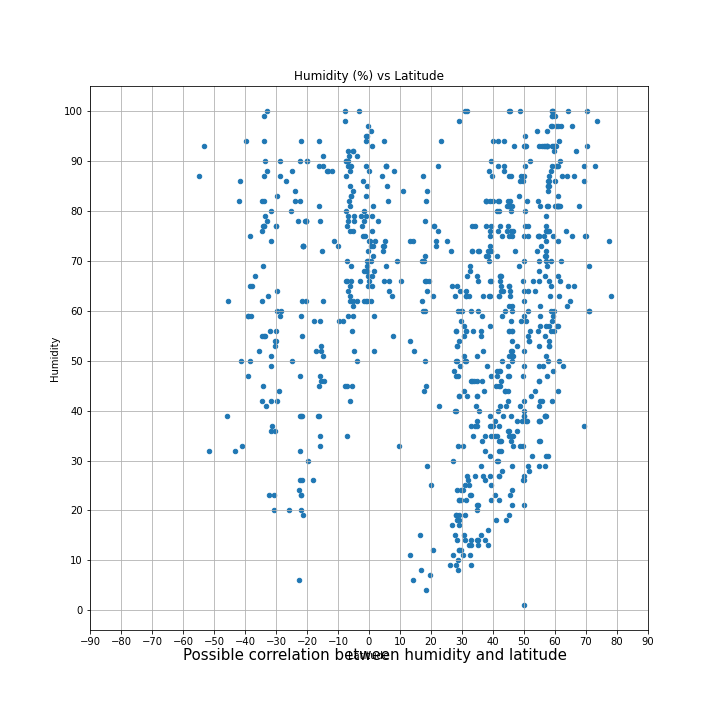 Humidity (%) vs Latitude
Humidity
100
90
80
70
60
50
40
30
20
10
0
−90 −80 −70 −60 −50 −40 −30 −20 −10 0 10 20 30 40 50 60 70 80 90
Latitude
Possible correlation between humidity and latitude